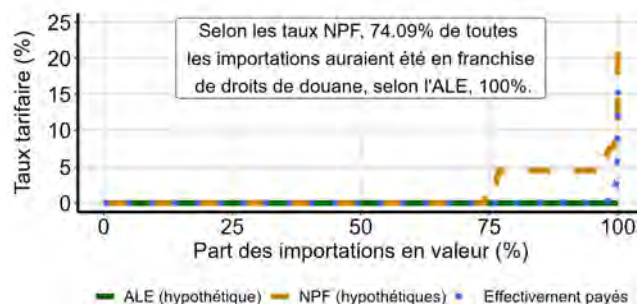 Selon les taux NPF, 74.09% de toutes
les importations auraient été en franchise
de droits de douane, selon l'ALE, 100%.
Taux tarifaire (%)
25
20
15
10
5
0
0 25 50 75 100
Part des importations en valeur (%)
ALE (hypothétique) NPF (hypothétiques) Effectivement payés